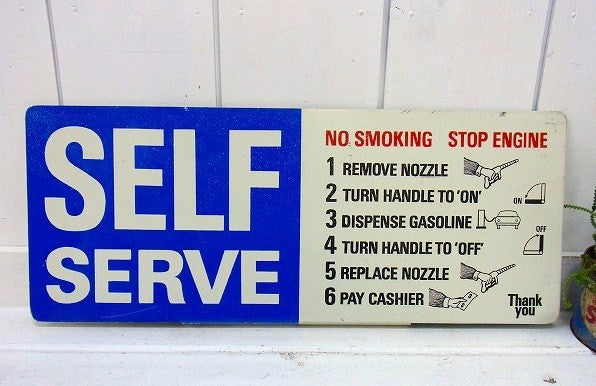 SELF
SERVE
NO SMOKING STOP ENGINE
1 REMOVE NOZZLE
2 TURN HANDLE TO 'ON'
ON
3 DISPENSE GASOLINE
OFF
4 TURN HANDLE TO 'OFF'
5 REPLACE NOZZLE
6 PAY CASHIER
Thank
you